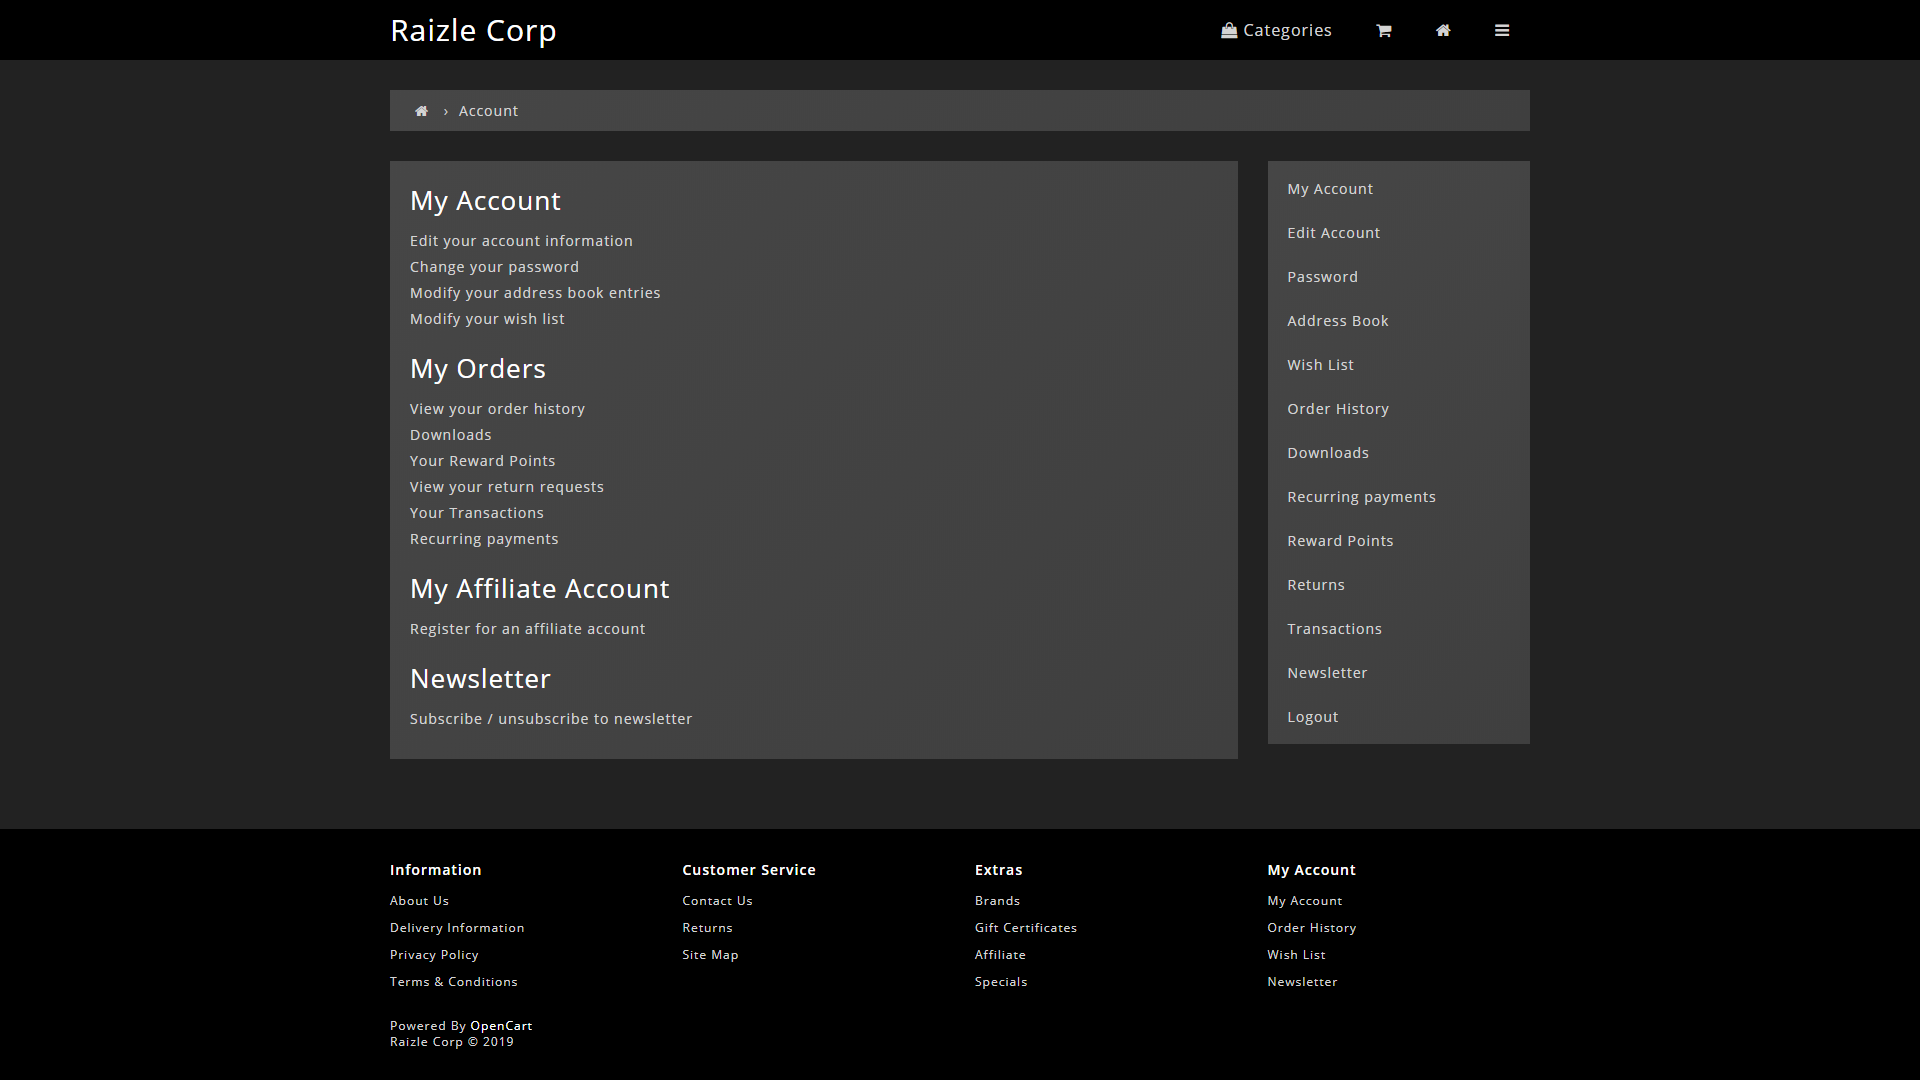 Raizle Corp
Categories
› Account
My Account
Edit your account information
Change your password
Modify your address book entries
Modify your wish list
My Orders
View your order history
Downloads
Your Reward Points
View your return requests
Your Transactions
Recurring payments
My Affiliate Account
Register for an affiliate account
Newsletter
Subscribe / unsubscribe to newsletter
My Account
Edit Account
Password
Address Book
Wish List
Order History
Downloads
Recurring payments
Reward Points
Returns
Transactions
Newsletter
Logout
Information
About Us
Delivery Information
Privacy Policy
Terms & Conditions
Customer Service
Contact Us
Returns
Site Map
Extras
Brands
Gift Certificates
Affiliate
Specials
My Account
My Account
Order History
Wish List
Newsletter
Powered By OpenCart
Raizle Corp © 2019